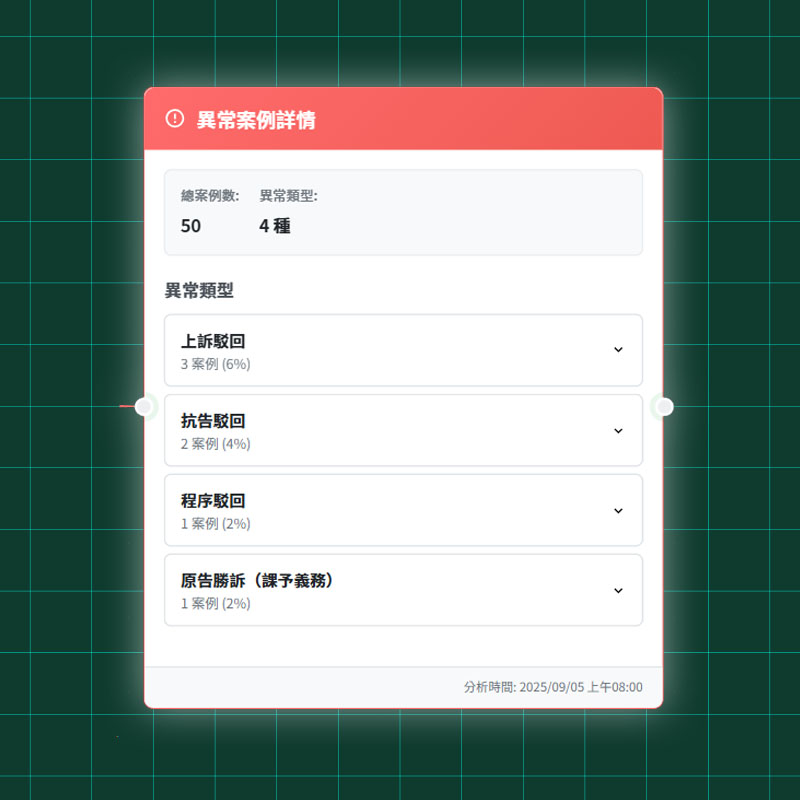 異常案例詳情
總案例數: 異常類型:
50 4 種
異常類型
上訴駁回
3 案例 (6%)
抗告駁回
2 案例 (4%)
程序駁回
1 案例 (2%)
原告勝訴（課予義務）
1 案例 (2%)
分析時間: 2025/09/05 上午08:00